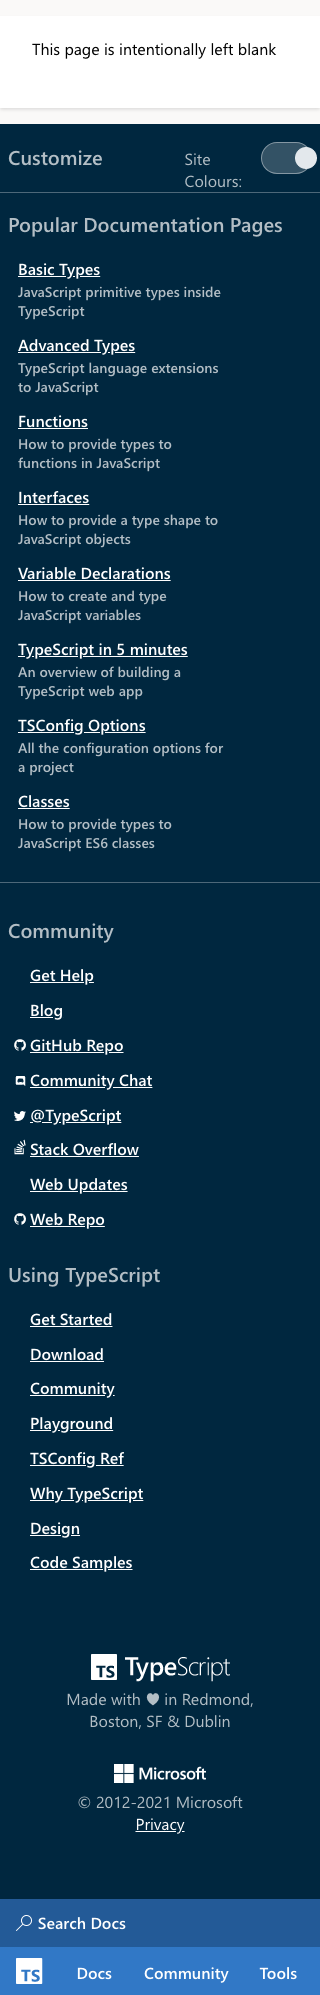 This page is intentionally left blank
Customize
Site
Colours:
Popular Documentation Pages
Basic Types
JavaScript primitive types inside
TypeScript
Advanced Types
TypeScript language extensions
to JavaScript
Functions
How to provide types to
functions in JavaScript
Interfaces
How to provide a type shape to
JavaScript objects
Variable Declarations
How to create and type
JavaScript variables
TypeScript in 5 minutes
An overview of building a
TypeScript web app
TSConfig Options
All the configuration options for
a project
Classes
How to provide types to
JavaScript ES6 classes
Community
Get Help
Blog
GitHub Repo
Community Chat
@TypeScript
Stack Overflow
Web Updates
Web Repo
Using TypeScript
Get Started
Download
Community
Playground
TSConfig Ref
Why TypeScript
Design
Code Samples
TS TypeScript
Made with ♥ in Redmond,
Boston, SF & Dublin
Microsoft
© 2012-2021 Microsoft
Privacy
Search Docs
TS Docs Community Tools